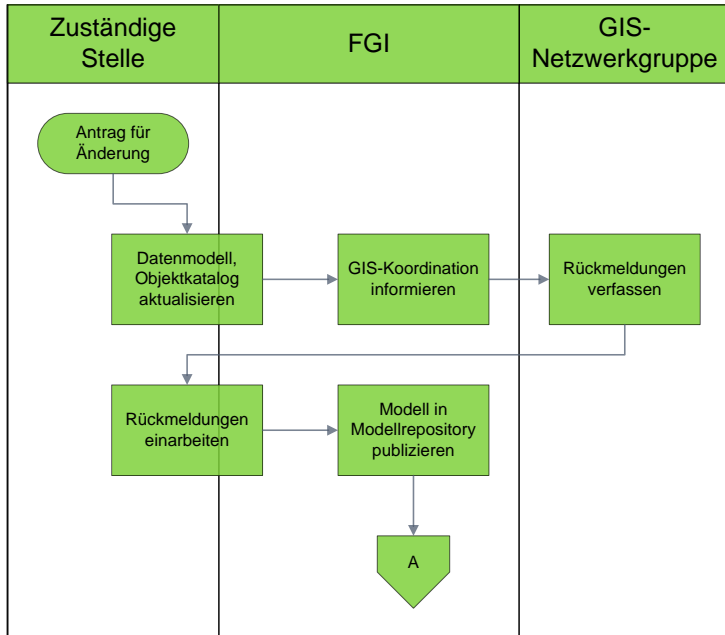 Zuständige
Stelle
FGI
GIS-
Netzwerkgruppe
Antrag für
Änderung
Datenmodell,
Objektkatalog
aktualisieren
GIS-Koordination
informieren
Rückmeldungen
verfassen
Rückmeldungen
einarbeiten
Modell in
Modellrepository
publizieren
A